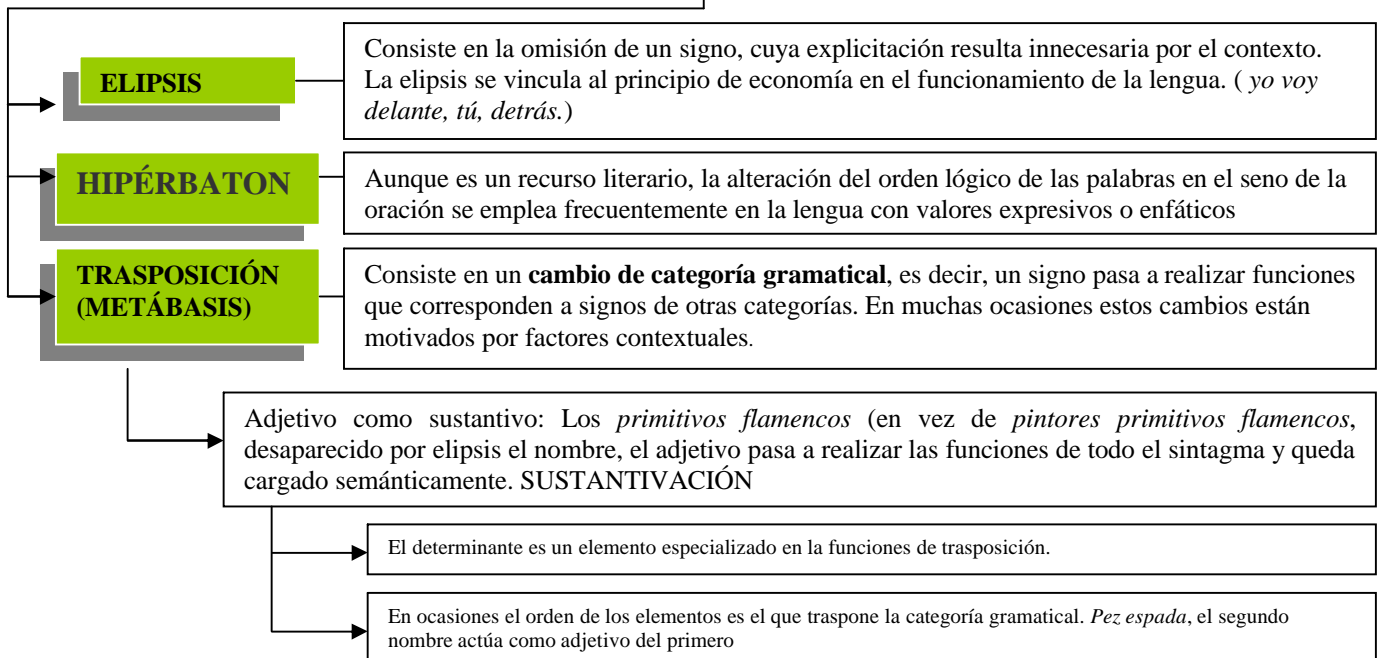 ELIPSIS
Consiste en la omisión de un signo, cuya explicitación resulta innecesaria por el contexto.
La elipsis se vincula al principio de economía en el funcionamiento de la lengua. ( yo voy
delante, tú, detrás.)
HIPÉRBATON
Aunque es un recurso literario, la alteración del orden lógico de las palabras en el seno de la
oración se emplea frecuentemente en la lengua con valores expresivos o enfáticos
TRASPOSICIÓN
(METÁBASIS)
Consiste en un cambio de categoría gramatical, es decir, un signo pasa a realizar funciones
que corresponden a signos de otras categorías. En muchas ocasiones estos cambios están
motivados por factores contextuales.
Adjetivo como sustantivo: Los primitivos flamencos (en vez de pintores primitivos flamencos,
desaparecido por elipsis el nombre, el adjetivo pasa a realizar las funciones de todo el sintagma y queda
cargado semánticamente. SUSTANTIVACIÓN
El determinante es un elemento especializado en la funciones de trasposición.
En ocasiones el orden de los elementos es el que traspone la categoría gramatical. Pez espada, el segundo
nombre actúa como adjetivo del primero